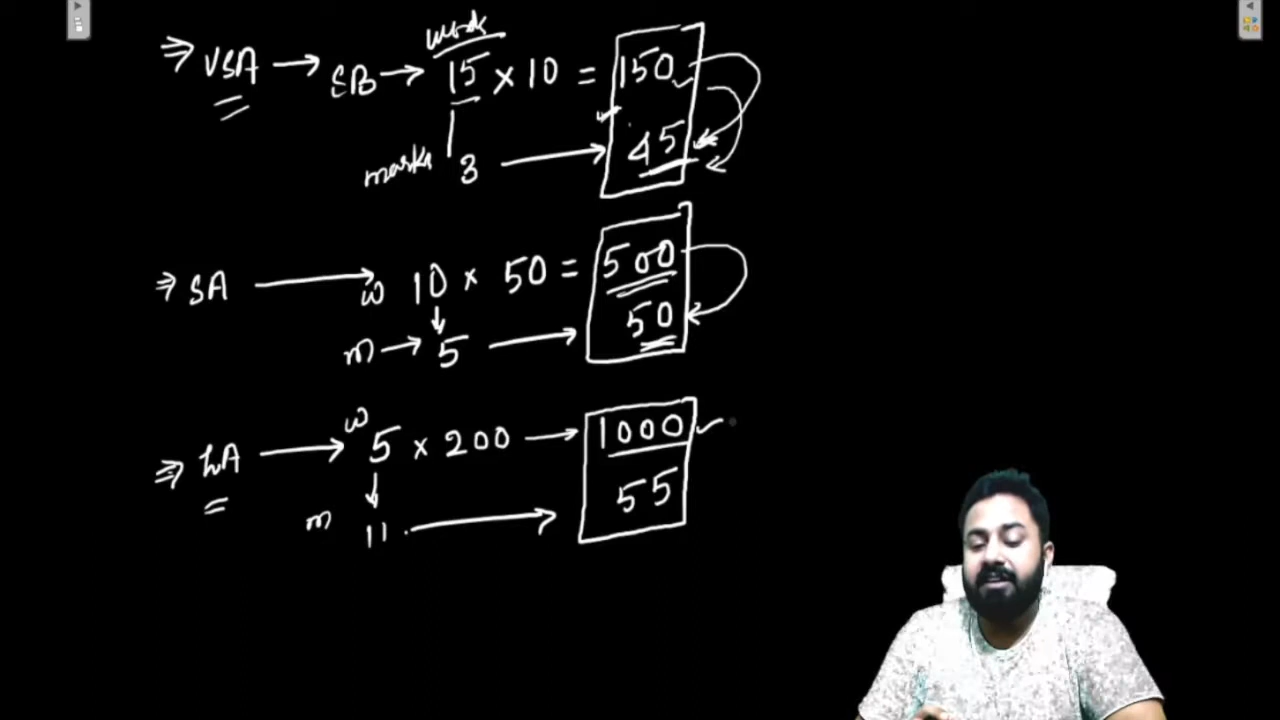 words
⇒ VSA → SB → 15 × 10 = 150
marks 3 → 45
⇒ SA → W 10 × 50 = 500
m → 5 → 50
⇒ LA → W 5 × 200 → 1000
m 11 → 55